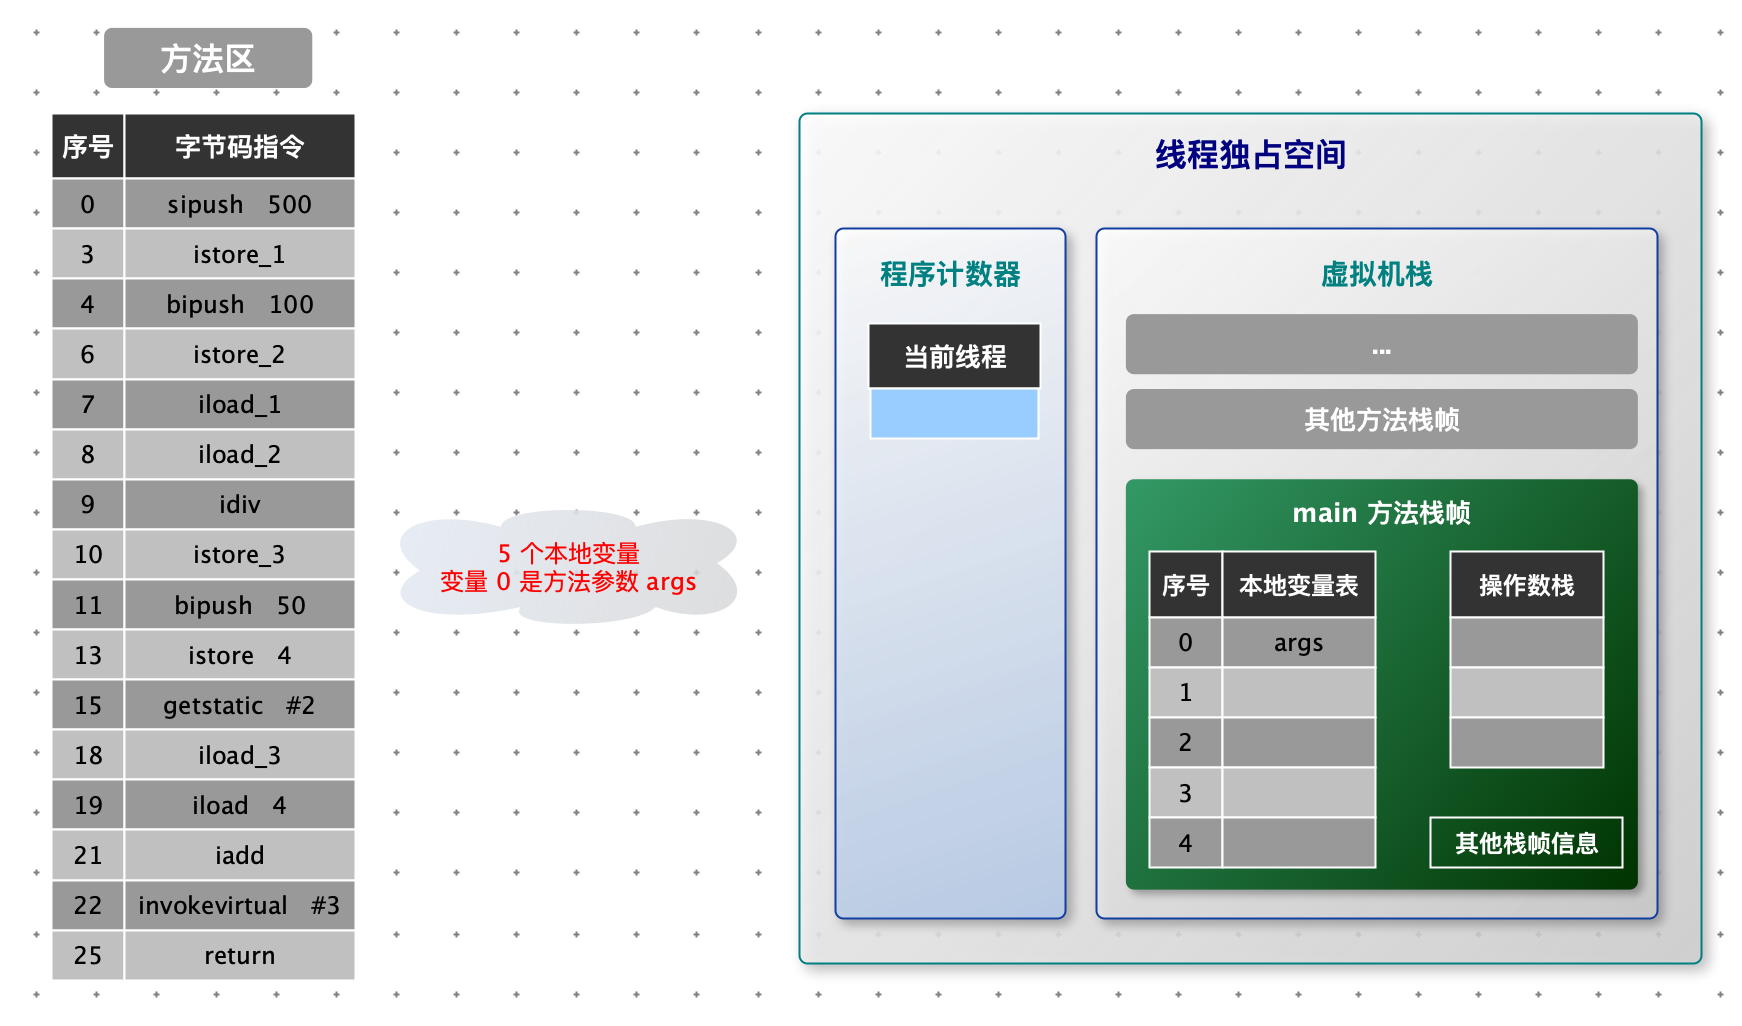 方法区
序号 字节码指令
0 sipush 500
3 istore_1
4 bipush 100
6 istore_2
7 iload_1
8 iload_2
9 idiv
10 istore_3
11 bipush 50
13 istore 4
15 getstatic #2
18 iload_3
19 iload 4
21 iadd
22 invokevirtual #3
25 return
5 个本地变量
变量 0 是方法参数 args
线程独占空间
程序计数器
当前线程
虚拟机栈
...
其他方法栈帧
main 方法栈帧
序号 本地变量表
0 args
1
2
3
4
操作数栈
其他栈帧信息